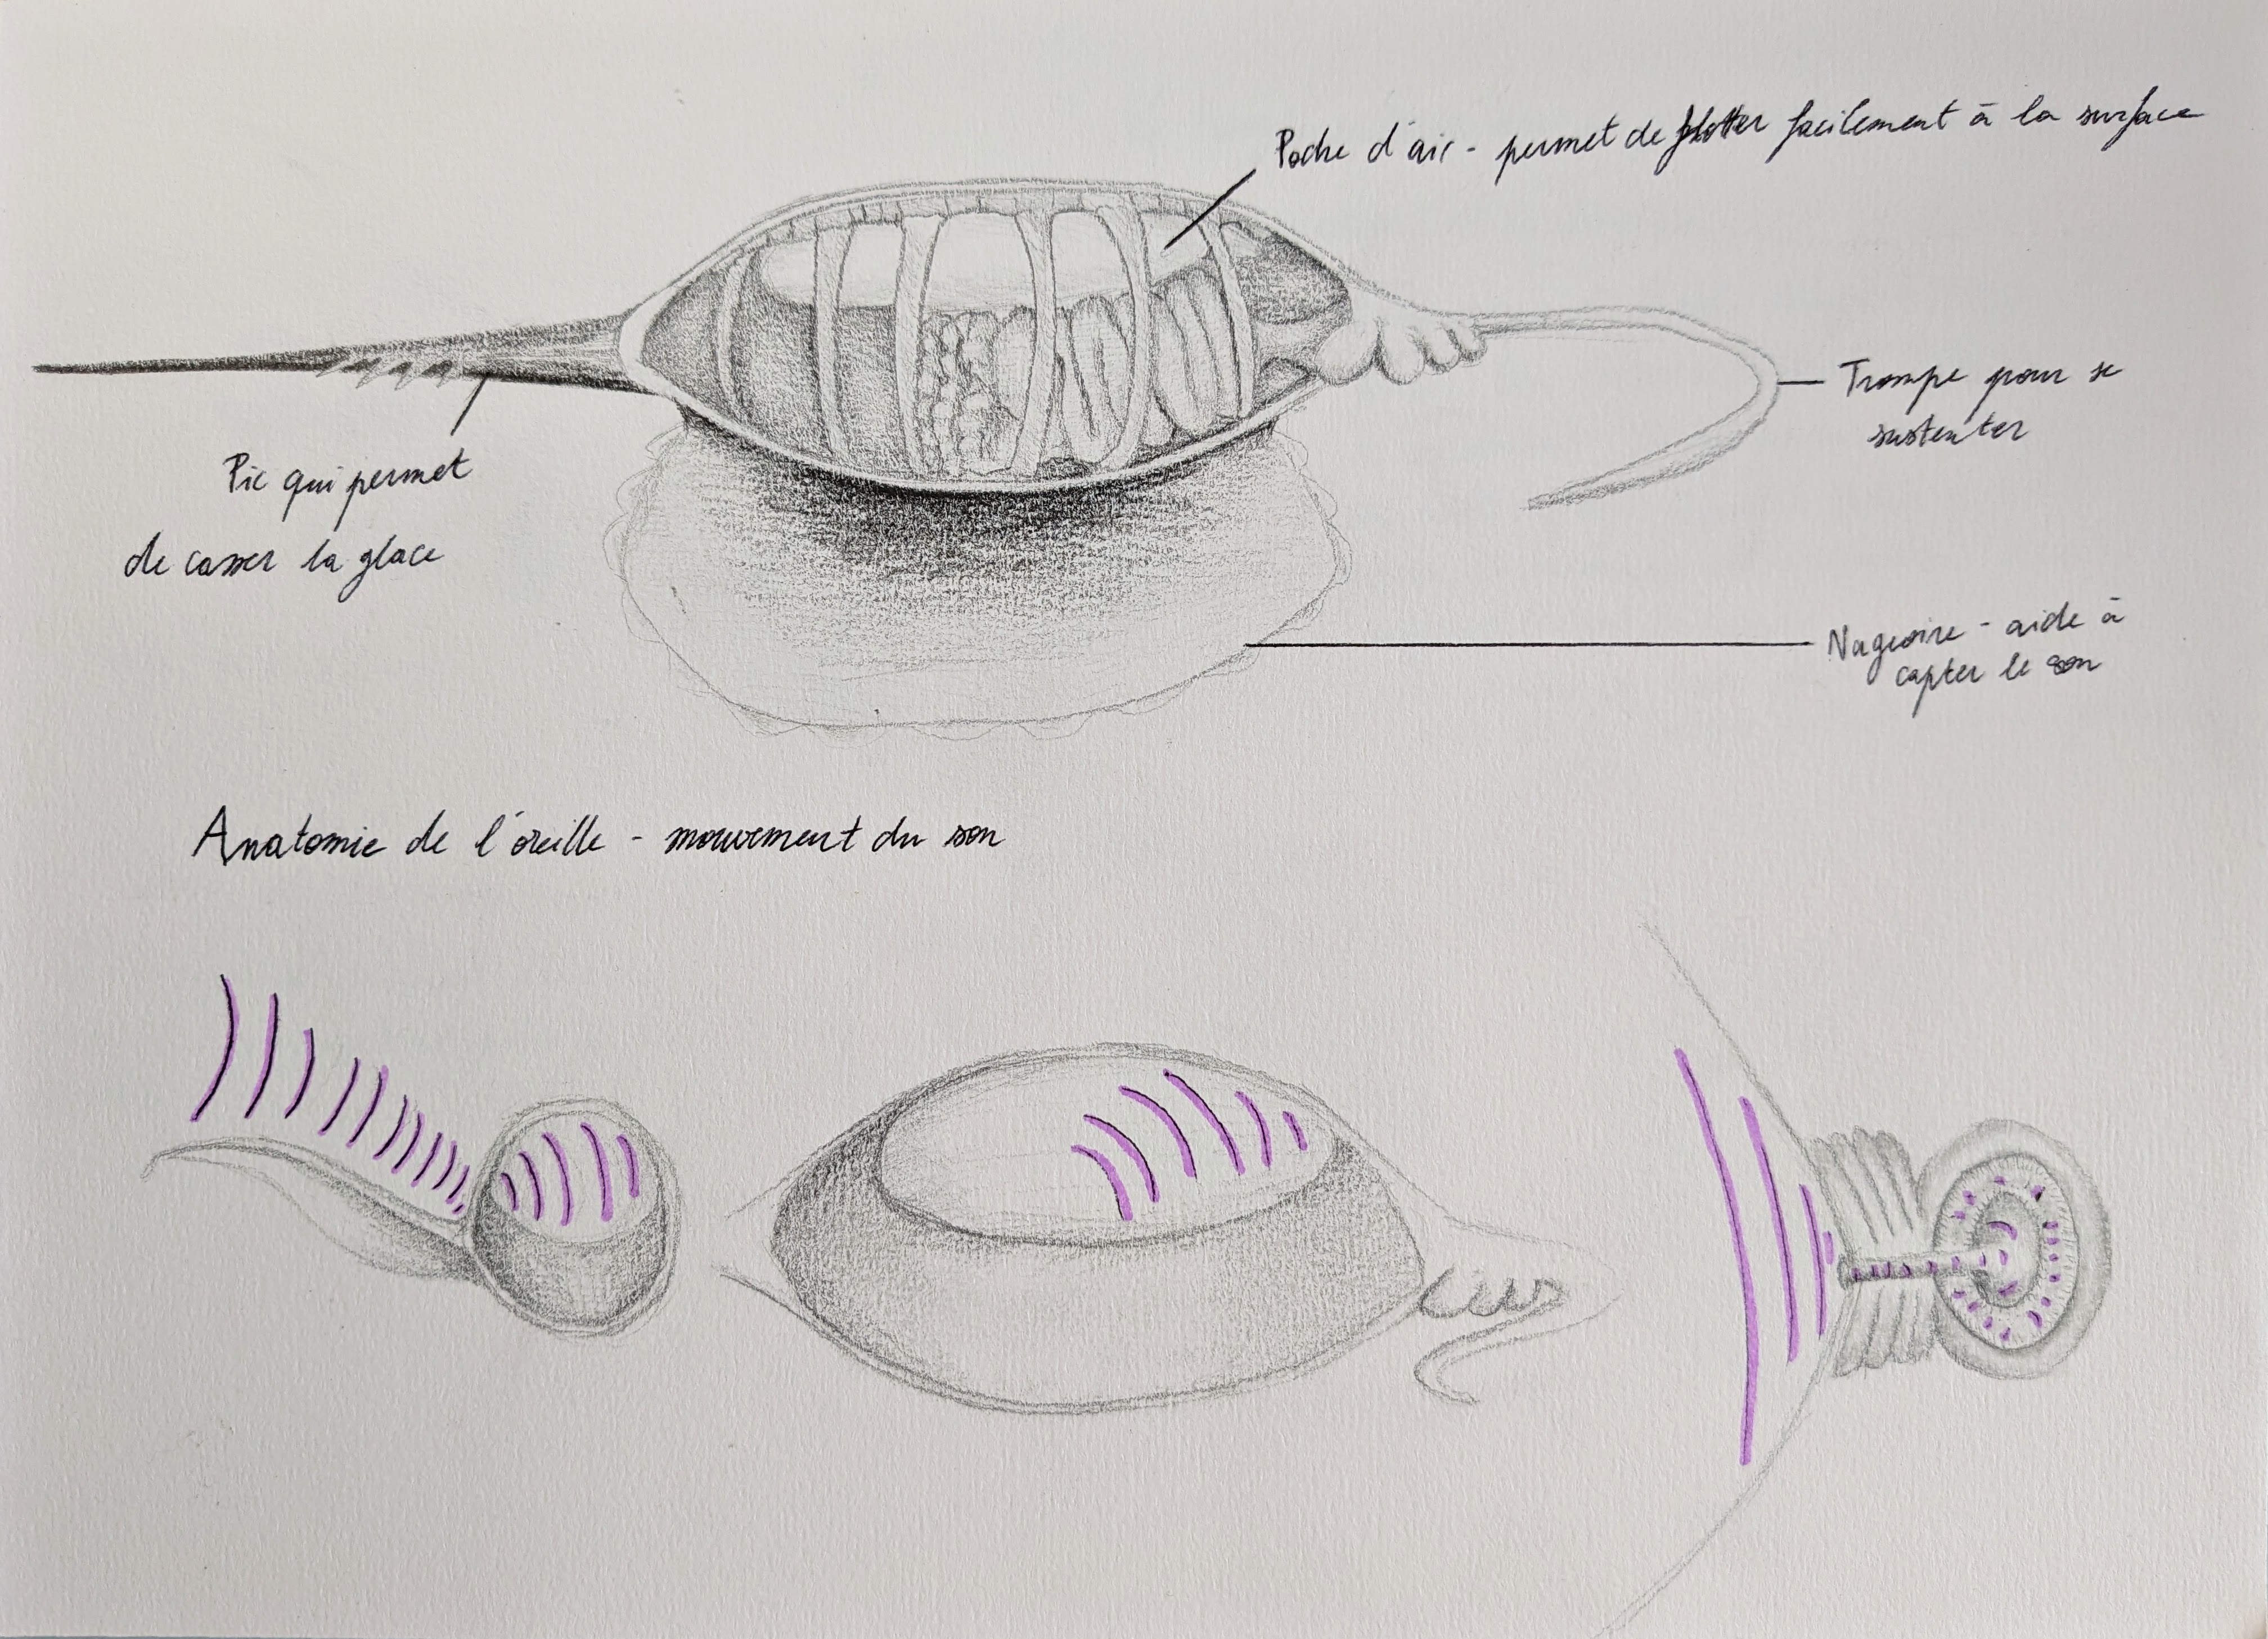 Poche d'air - permet de flotter facilement à la surface
Trompe pour se
sustenter
Pic qui permet
de casser la glace
Nageoire - aide à
capter le son
Anatomie de l'oreille - mouvement du son